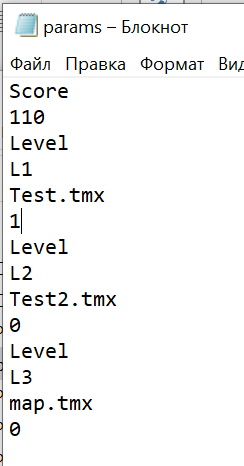 params – Блокнот
Файл Правка Формат
Score
110
Level
L1
Test.tmx
1
Level
L2
Test2.tmx
0
Level
L3
map.tmx
0